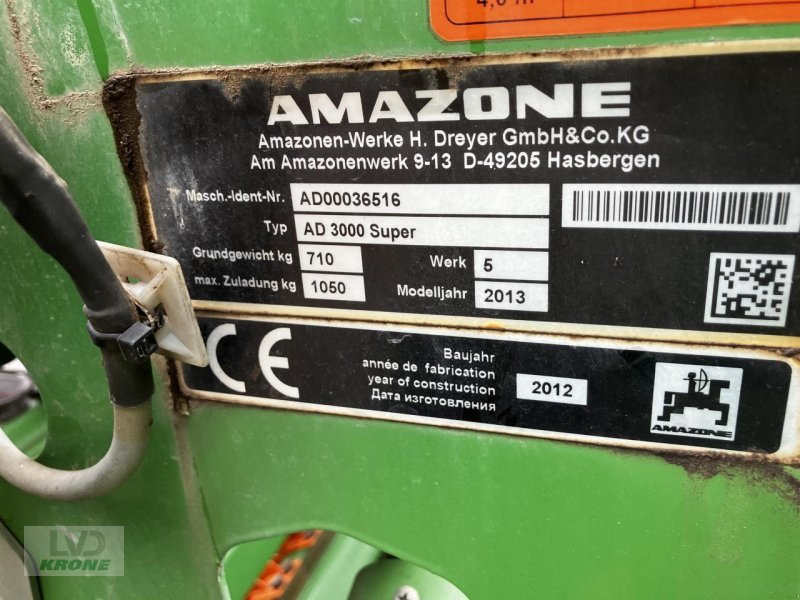 4,0 m
AMAZONE
Amazonen-Werke H. Dreyer GmbH&Co.KG
Am Amazonenwerk 9-13 D-49205 Hasbergen
Masch.-Ident-Nr. AD00036516
Typ AD 3000 Super
Grundgewicht kg 710 Werk 5
max. Zuladung kg 1050 Modelljahr 2013
CE
Baujahr
année de fabrication
year of construction 2012
Дата изготовления
AMAZONE
LVD
KRONE